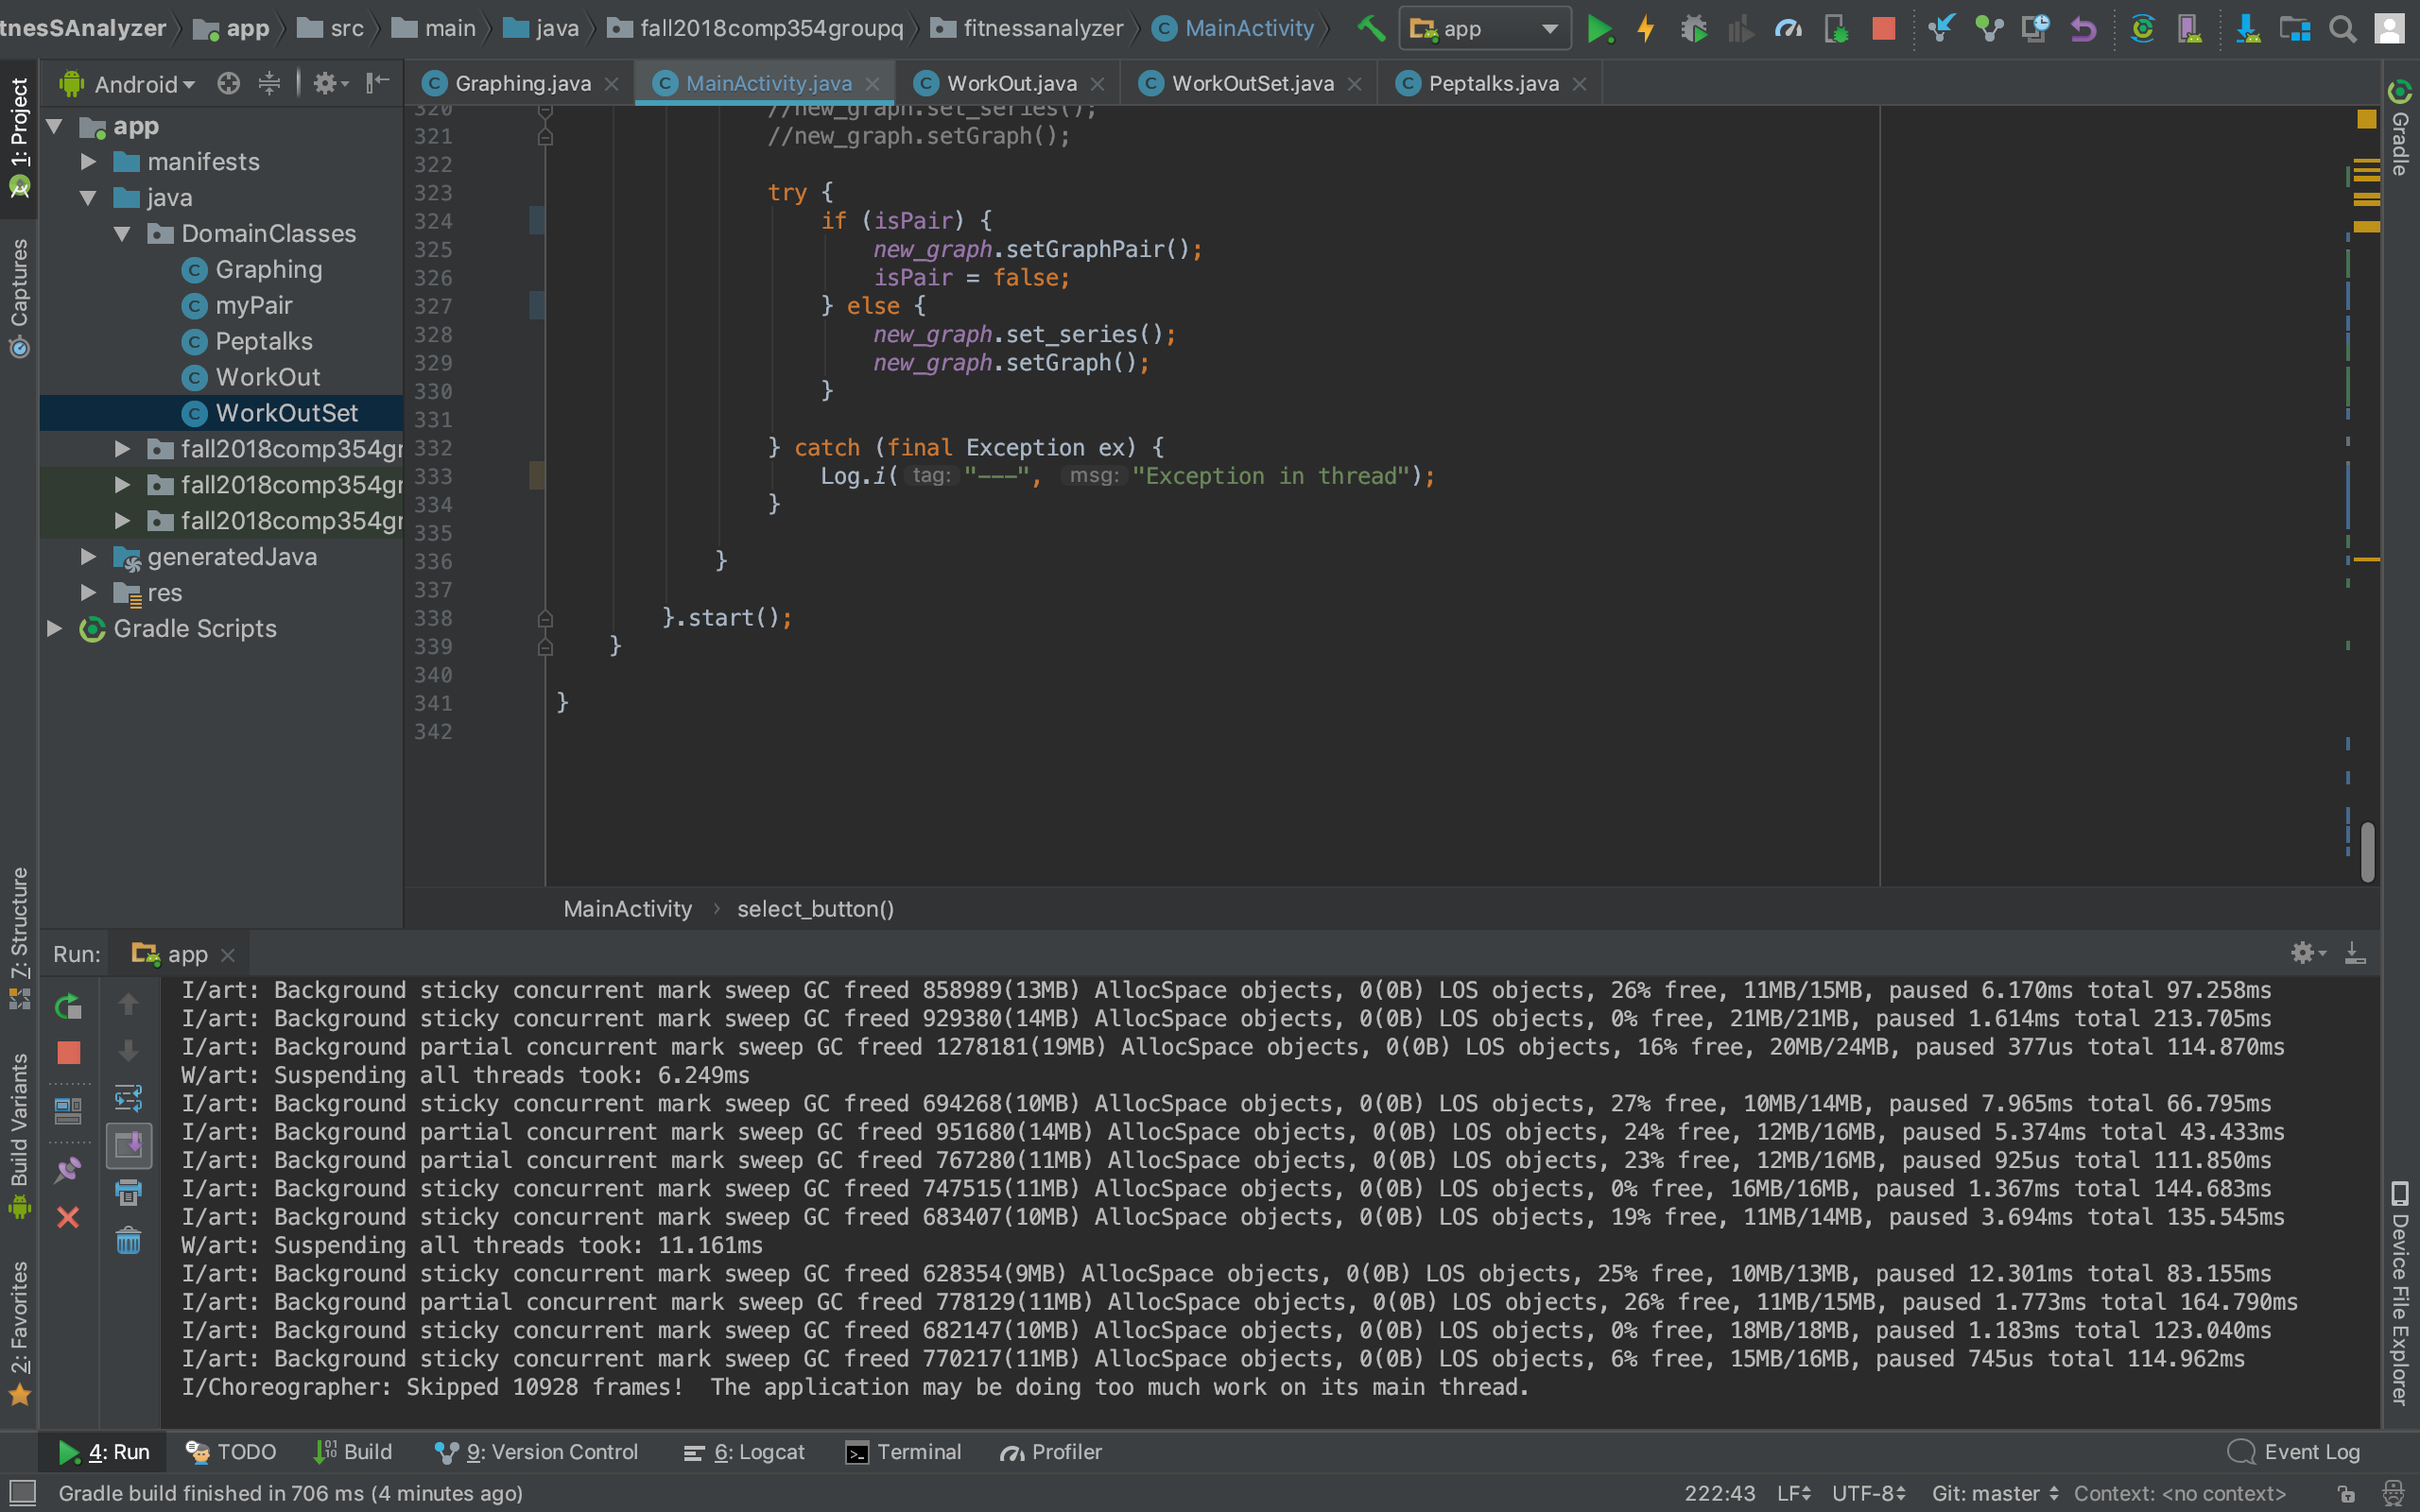 tnesSAnalyzer app src main java fall2018comp354groupq fitnessanalyzer MainActivity app
Android
Graphing.java MainActivity.java WorkOut.java WorkOutSet.java Peptalks.java
1: Project
Captures
7: Structure
Build Variants
2: Favorites
app
manifests
java
DomainClasses
Graphing
myPair
Peptalks
WorkOut
WorkOutSet
fall2018comp354gr
fall2018comp354gr
fall2018comp354gr
generatedJava
res
Gradle Scripts
320 //new_graph.set_series();
321 //new_graph.setGraph();
322
323 try {
324 if (isPair) {
325 new_graph.setGraphPair();
326 isPair = false;
327 } else {
328 new_graph.set_series();
329 new_graph.setGraph();
330 }
331
332 } catch (final Exception ex) {
333 Log.i( tag: "---", msg: "Exception in thread");
334 }
335
336 }
337
338 }.start();
339 }
340
341 }
342
MainActivity › select_button()
Gradle
Device File Explorer
Run: app
I/art: Background sticky concurrent mark sweep GC freed 858989(13MB) AllocSpace objects, 0(0B) LOS objects, 26% free, 11MB/15MB, paused 6.170ms total 97.258ms
I/art: Background sticky concurrent mark sweep GC freed 929380(14MB) AllocSpace objects, 0(0B) LOS objects, 0% free, 21MB/21MB, paused 1.614ms total 213.705ms
I/art: Background partial concurrent mark sweep GC freed 1278181(19MB) AllocSpace objects, 0(0B) LOS objects, 16% free, 20MB/24MB, paused 377us total 114.870ms
W/art: Suspending all threads took: 6.249ms
I/art: Background sticky concurrent mark sweep GC freed 694268(10MB) AllocSpace objects, 0(0B) LOS objects, 27% free, 10MB/14MB, paused 7.965ms total 66.795ms
I/art: Background partial concurrent mark sweep GC freed 951680(14MB) AllocSpace objects, 0(0B) LOS objects, 24% free, 12MB/16MB, paused 5.374ms total 43.433ms
I/art: Background partial concurrent mark sweep GC freed 767280(11MB) AllocSpace objects, 0(0B) LOS objects, 23% free, 12MB/16MB, paused 925us total 111.850ms
I/art: Background sticky concurrent mark sweep GC freed 747515(11MB) AllocSpace objects, 0(0B) LOS objects, 0% free, 16MB/16MB, paused 1.367ms total 144.683ms
I/art: Background sticky concurrent mark sweep GC freed 683407(10MB) AllocSpace objects, 0(0B) LOS objects, 19% free, 11MB/14MB, paused 3.694ms total 135.545ms
W/art: Suspending all threads took: 11.161ms
I/art: Background sticky concurrent mark sweep GC freed 628354(9MB) AllocSpace objects, 0(0B) LOS objects, 25% free, 10MB/13MB, paused 12.301ms total 83.155ms
I/art: Background partial concurrent mark sweep GC freed 778129(11MB) AllocSpace objects, 0(0B) LOS objects, 26% free, 11MB/15MB, paused 1.773ms total 164.790ms
I/art: Background sticky concurrent mark sweep GC freed 682147(10MB) AllocSpace objects, 0(0B) LOS objects, 0% free, 18MB/18MB, paused 1.183ms total 123.040ms
I/art: Background sticky concurrent mark sweep GC freed 770217(11MB) AllocSpace objects, 0(0B) LOS objects, 6% free, 15MB/16MB, paused 745us total 114.962ms
I/Choreographer: Skipped 10928 frames!  The application may be doing too much work on its main thread.
4: Run TODO Build 9: Version Control 6: Logcat Terminal Profiler Event Log
Gradle build finished in 706 ms (4 minutes ago) 222:43 LF UTF-8 Git: master Context: <no context>